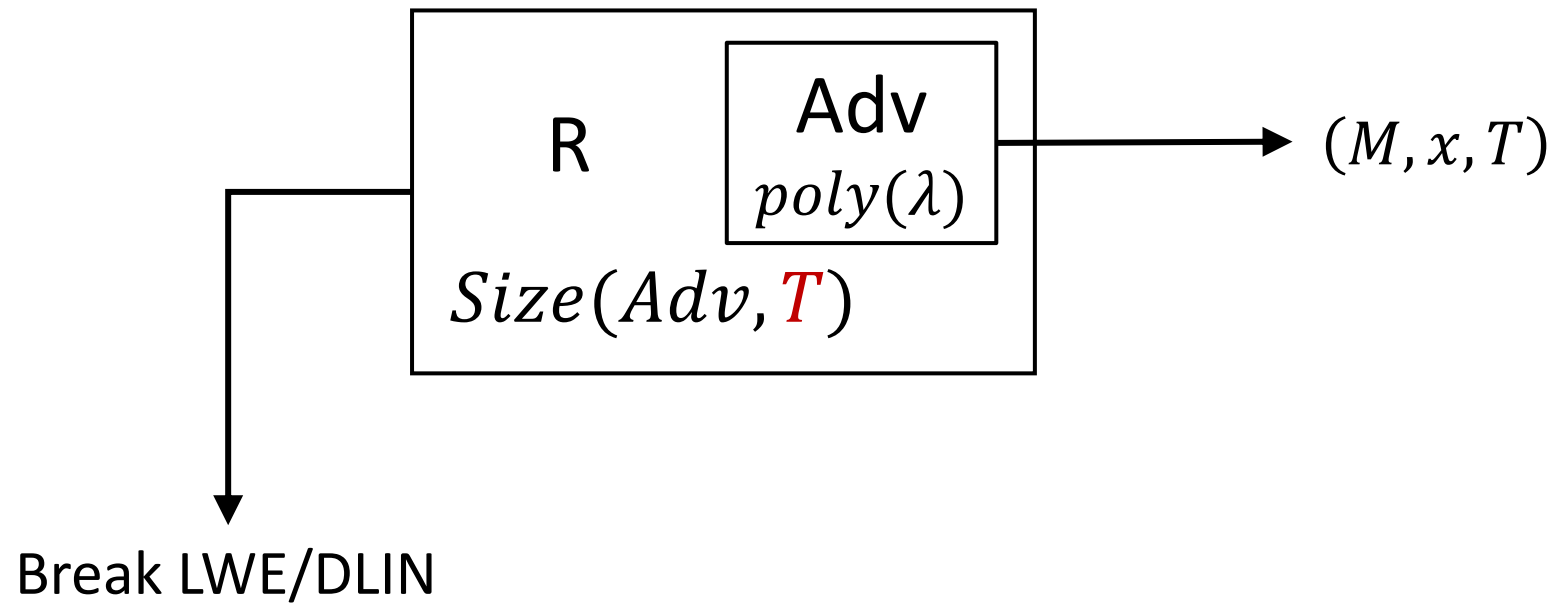 R
Adv
poly(λ)
Size(Adv, T)
(M, x, T)
Break LWE/DLIN